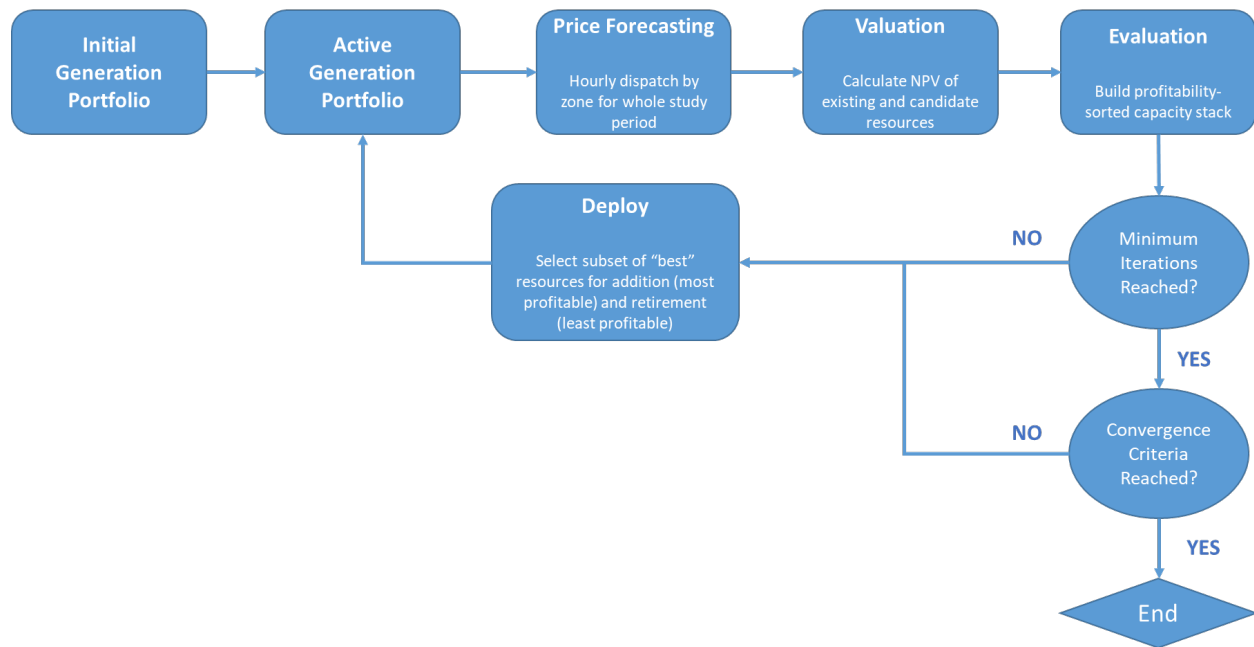 Initial
Generation
Portfolio
Active
Generation
Portfolio
Price Forecasting
Hourly dispatch by
zone for whole study
period
Valuation
Calculate NPV of
existing and candidate
resources
Evaluation
Build profitability-
sorted capacity stack
Deploy
Select subset of “best”
resources for addition (most
profitable) and retirement
(least profitable)
NO
Minimum
Iterations
Reached?
YES
NO
Convergence
Criteria
Reached?
YES
End